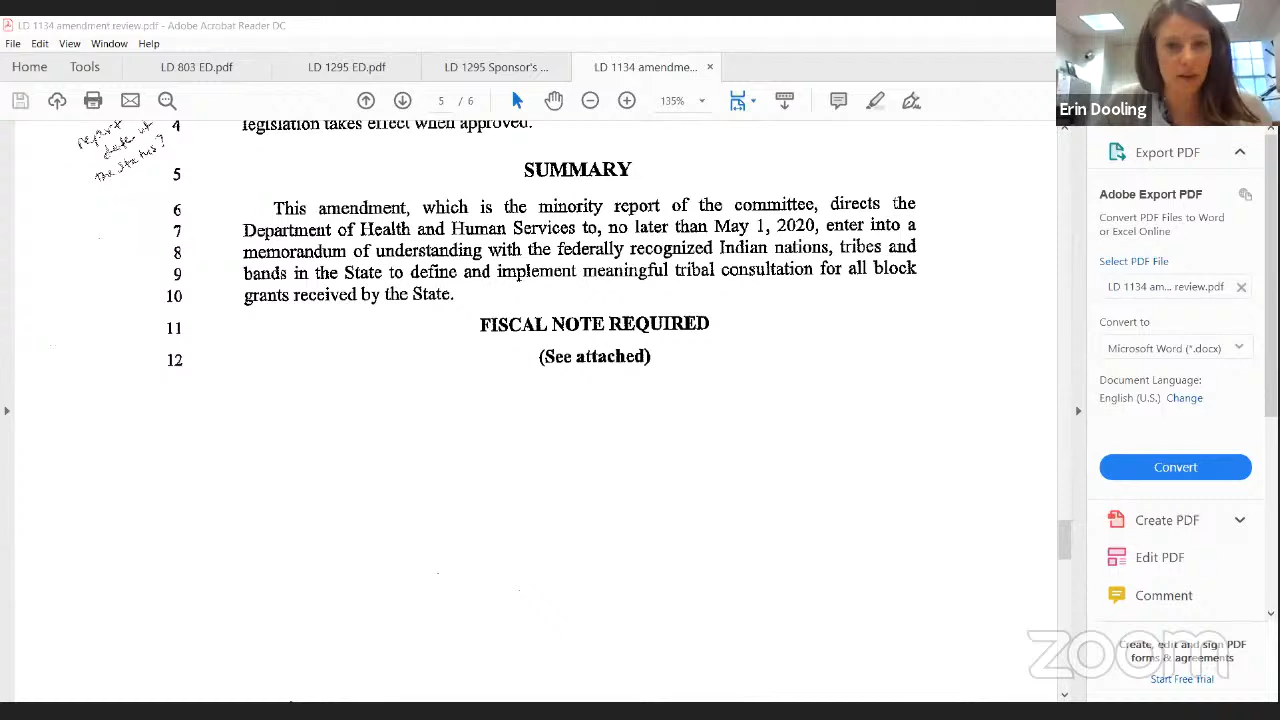 LD 1134 amendment review.pdf - Adobe Acrobat Reader DC
File Edit View Window Help
Home Tools LD 803 ED.pdf LD 1295 ED.pdf LD 1295 Sponsor's ... LD 1134 amendme... ×
5 / 6 135%
Erin Dooling
report
date
the status?
4 legislation takes effect when approved.
5 SUMMARY
6 This amendment, which is the minority report of the committee, directs the
7 Department of Health and Human Services to, no later than May 1, 2020, enter into a
8 memorandum of understanding with the federally recognized Indian nations, tribes and
9 bands in the State to define and implement meaningful tribal consultation for all block
10 grants received by the State.
11 FISCAL NOTE REQUIRED
12 (See attached)
Export PDF
Adobe Export PDF
Convert PDF Files to Word
or Excel Online
Select PDF File
LD 1134 am... review.pdf
Convert to
Microsoft Word (*.docx)
Document Language:
English (U.S.) Change
Convert
Create PDF
Edit PDF
Comment
Create, edit and sign PDF
forms & agreements
Start Free Trial
zoom